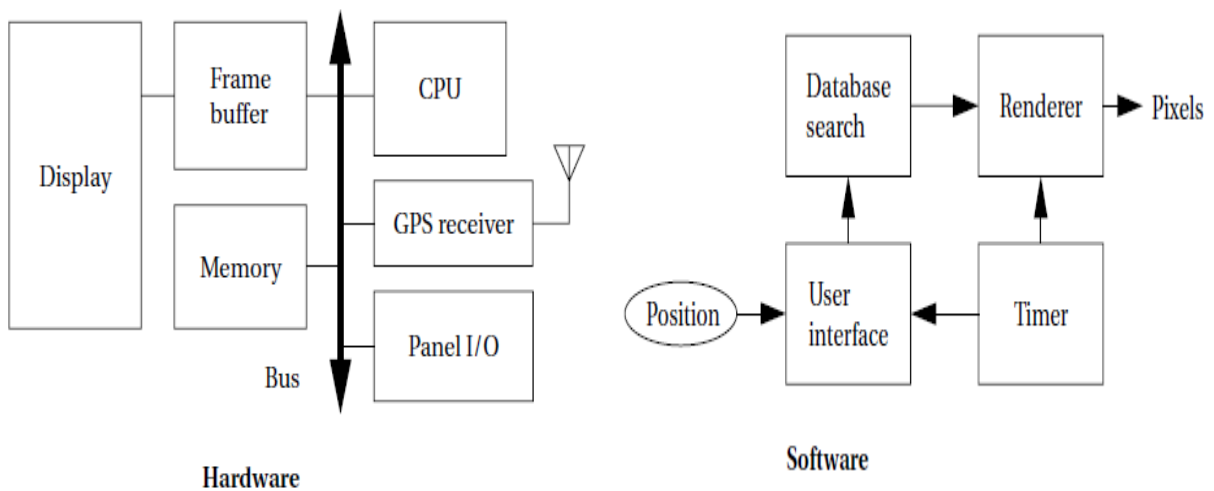 Display
Frame
buffer
CPU
Memory
GPS receiver
Panel I/O
Bus
Hardware
Database
search
Renderer
Pixels
Position
User
interface
Timer
Software